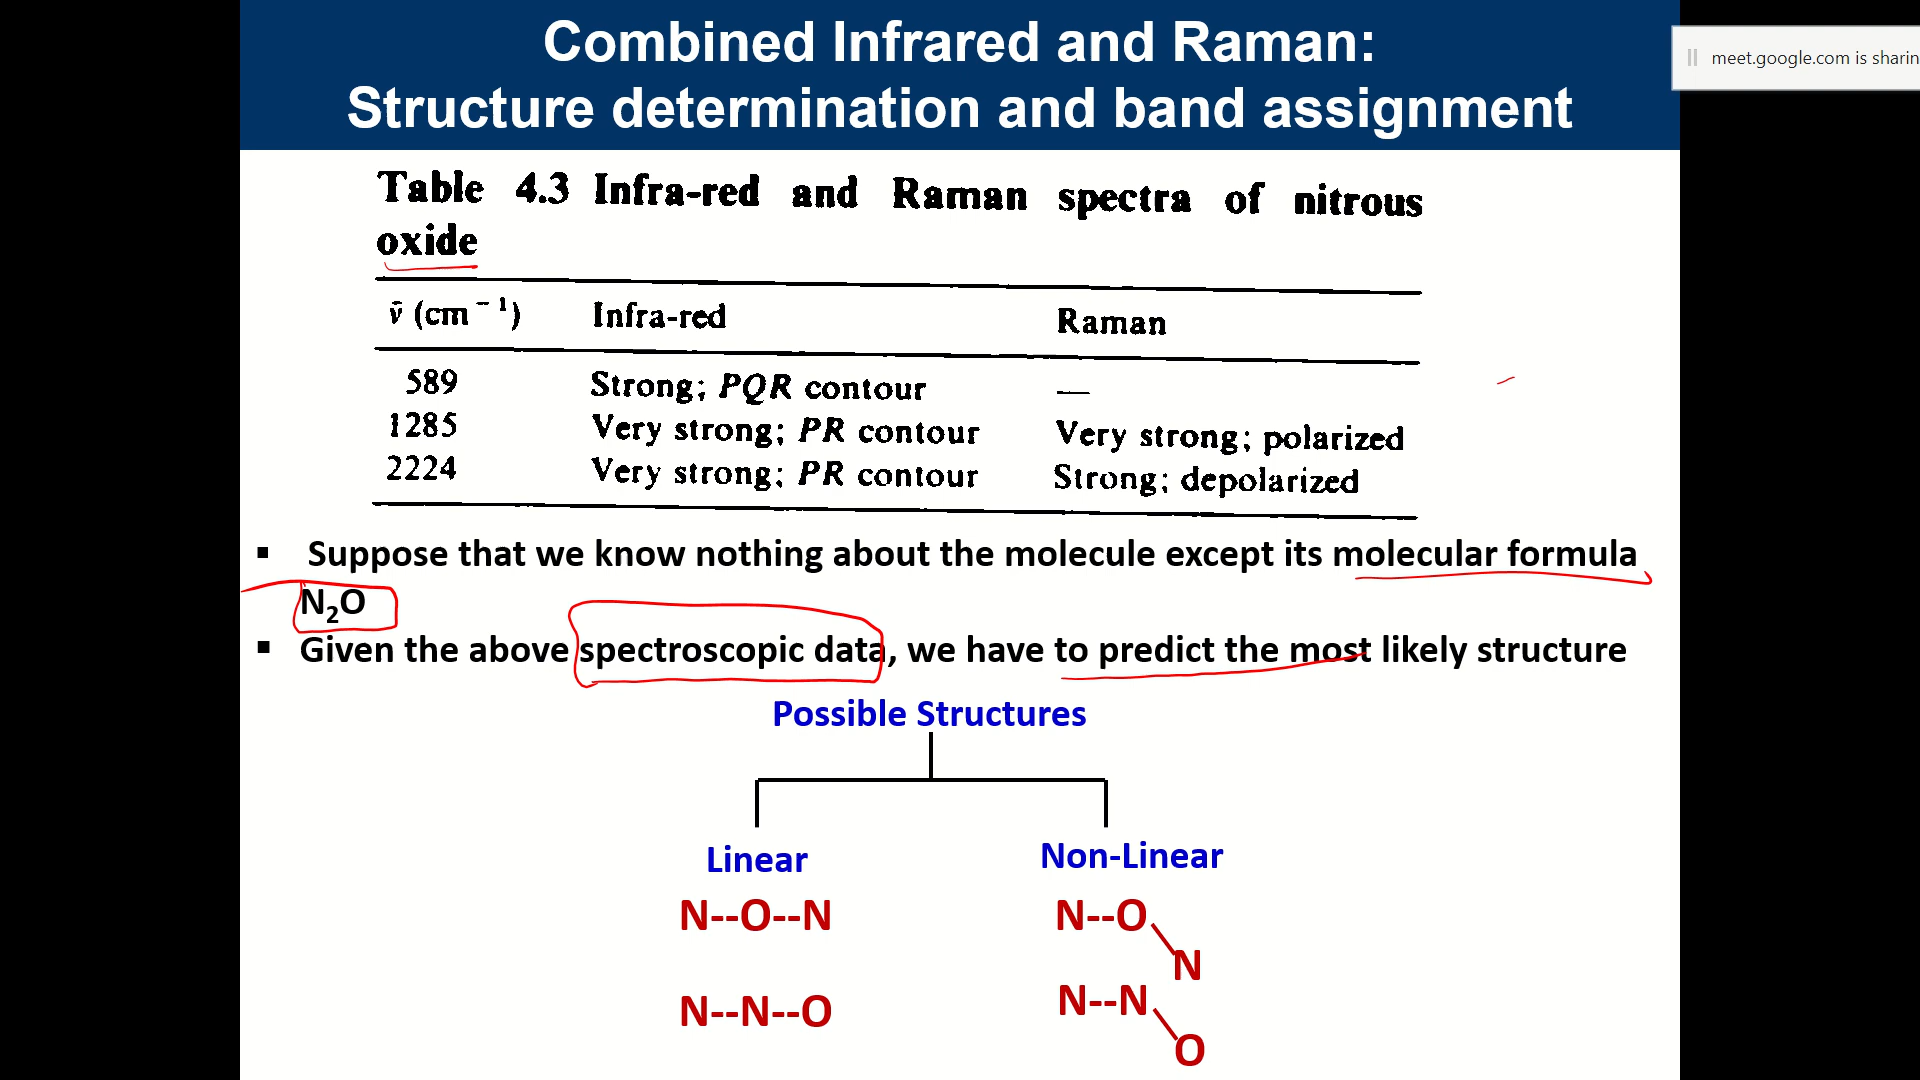 Combined Infrared and Raman:
Structure determination and band assignment
meet.google.com is sharin
Table 4.3 Infra-red and Raman spectra of nitrous
oxide
ν̄ (cm⁻¹) Infra-red Raman
589 Strong; PQR contour —
1285 Very strong; PR contour Very strong; polarized
2224 Very strong; PR contour Strong; depolarized
▪ Suppose that we know nothing about the molecule except its molecular formula
N₂O
▪ Given the above spectroscopic data, we have to predict the most likely structure
Possible Structures
Linear Non-Linear
N--O--N N--O
N
N--N--O N--N
O